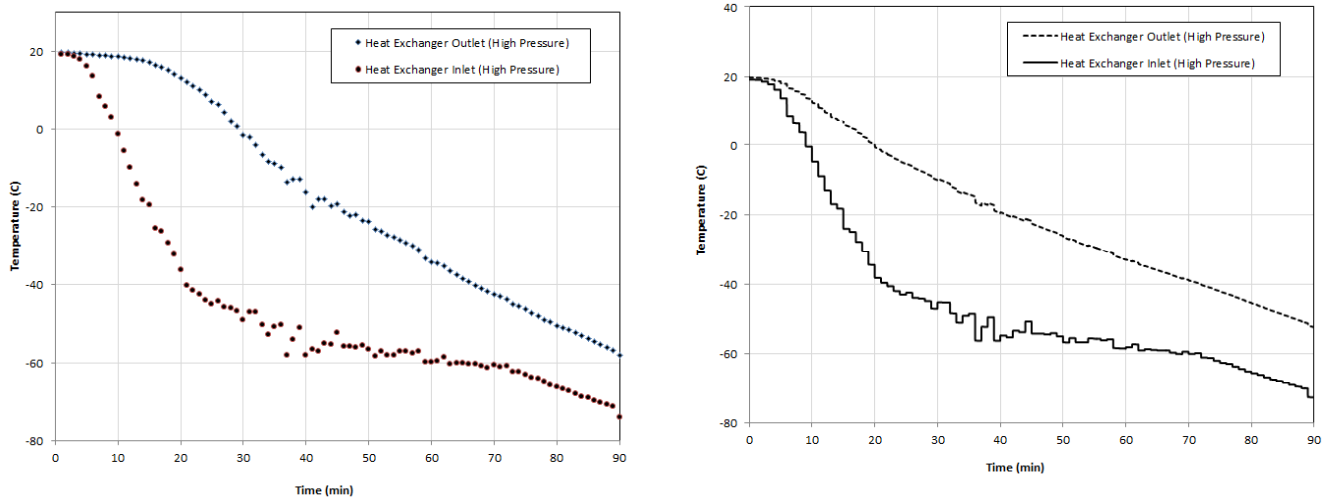 Heat Exchanger Outlet (High Pressure)
Heat Exchanger Inlet (High Pressure)
20
0
-20
-40
-60
-80
Temperature (C)
0 10 20 30 40 50 60 70 80 90
Time (min)
Heat Exchanger Outlet (High Pressure)
Heat Exchanger Inlet (High Pressure)
40
20
0
-20
-40
-60
-80
Temperature (C)
0 10 20 30 40 50 60 70 80 90
Time (min)